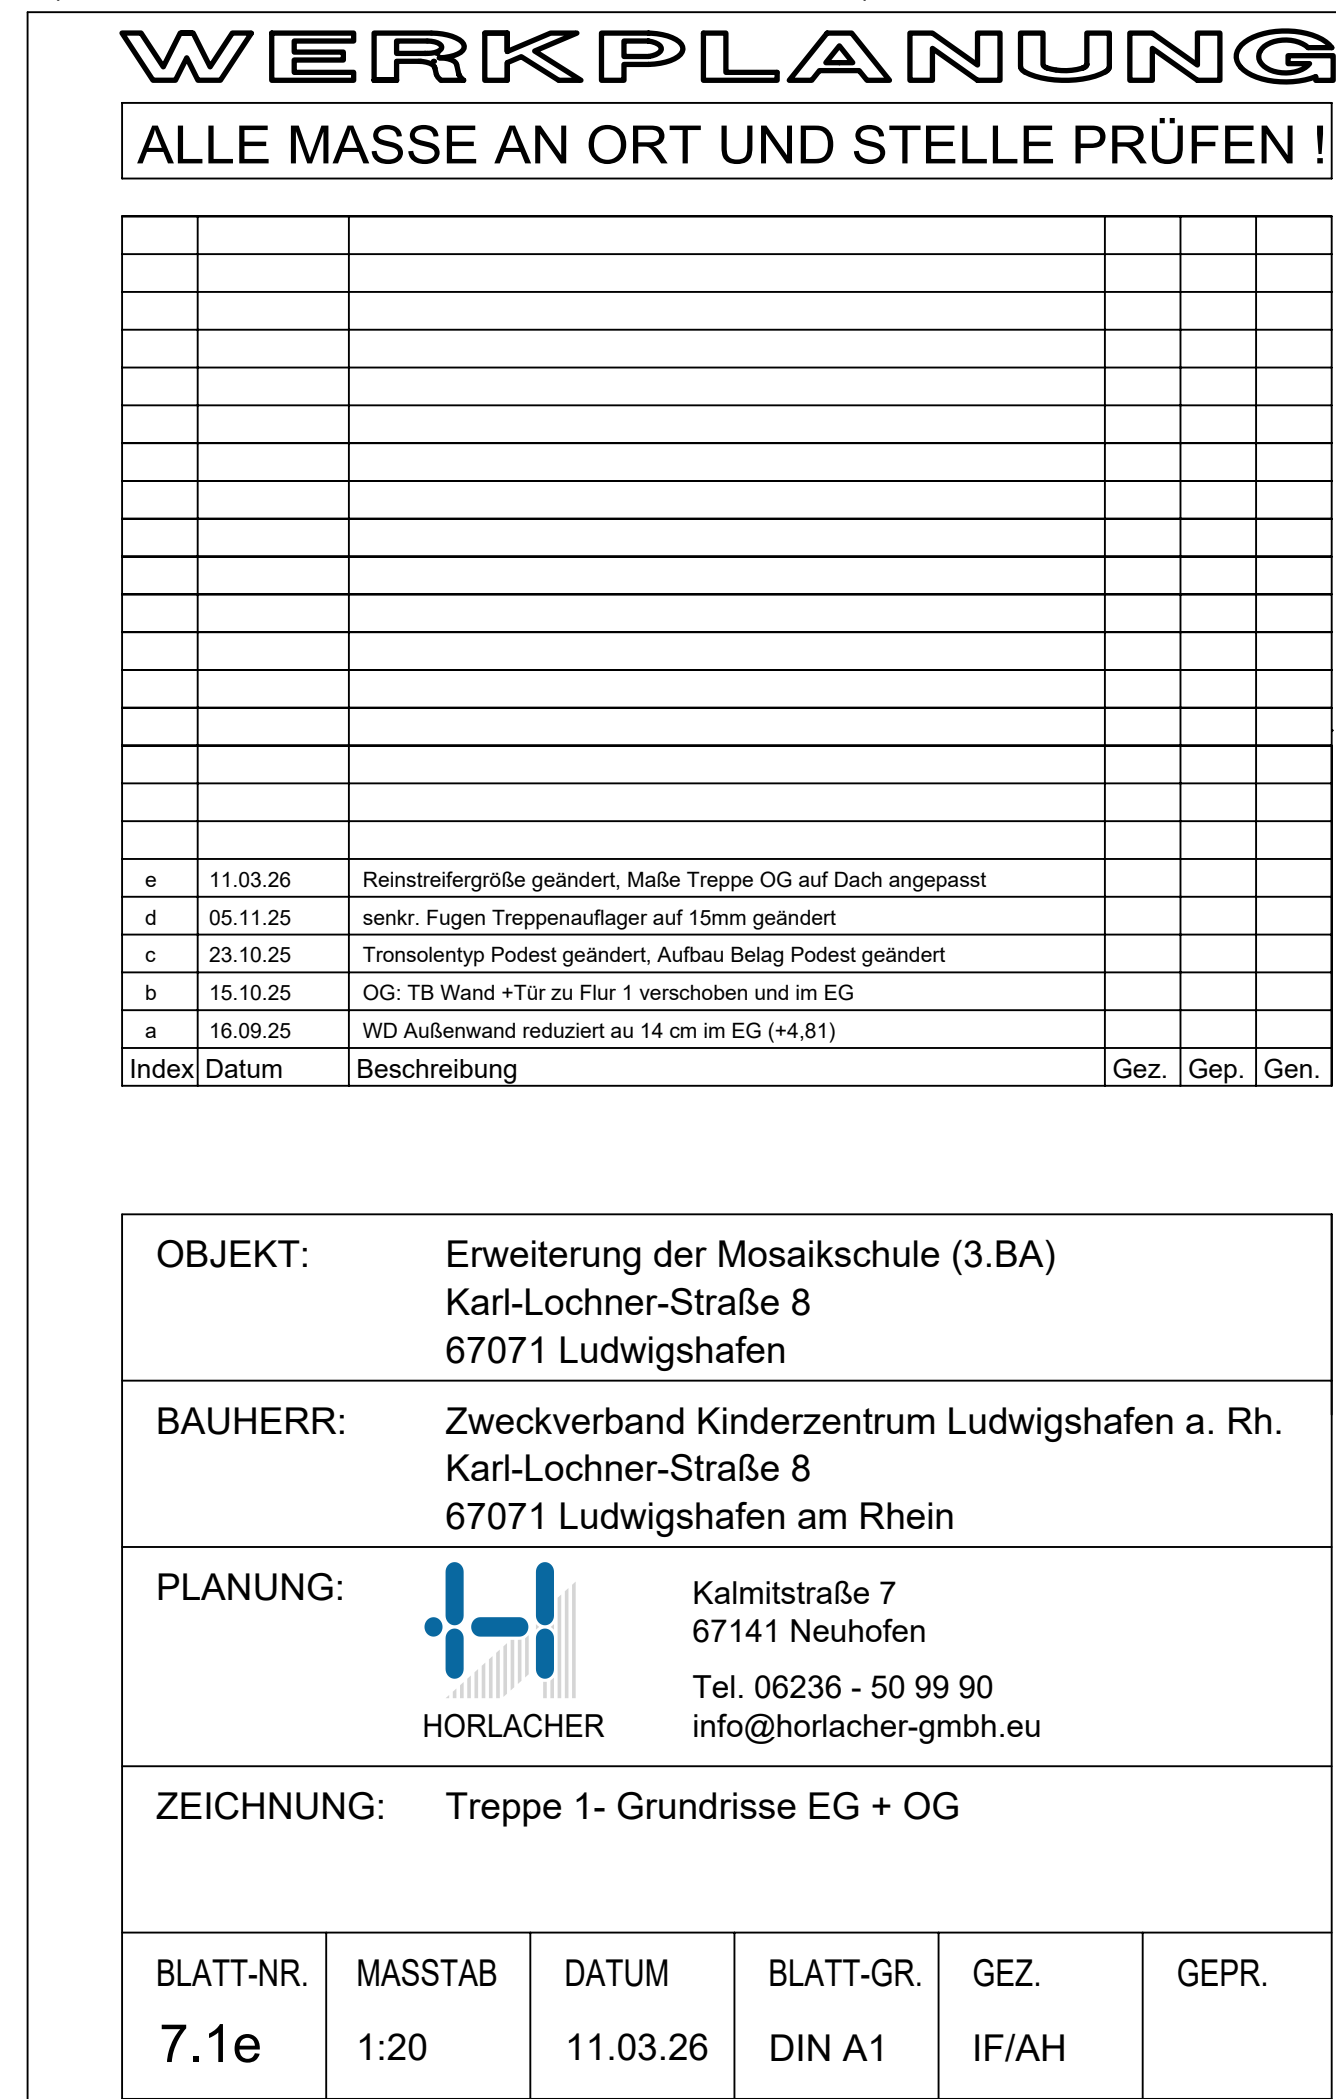 WERKPLANUNG
ALLE MASSE AN ORT UND STELLE PRÜFEN !
e 11.03.26 Reinstreifergröße geändert, Maße Treppe OG auf Dach angepasst
d 05.11.25 senkr. Fugen Treppenauflager auf 15mm geändert
c 23.10.25 Tronsolentyp Podest geändert, Aufbau Belag Podest geändert
b 15.10.25 OG: TB Wand +Tür zu Flur 1 verschoben und im EG
a 16.09.25 WD Außenwand reduziert au 14 cm im EG (+4,81)
Index Datum Beschreibung Gez. Gep. Gen.
OBJEKT: Erweiterung der Mosaikschule (3.BA)
Karl-Lochner-Straße 8
67071 Ludwigshafen
BAUHERR: Zweckverband Kinderzentrum Ludwigshafen a. Rh.
Karl-Lochner-Straße 8
67071 Ludwigshafen am Rhein
PLANUNG: Kalmitstraße 7
67141 Neuhofen
Tel. 06236 - 50 99 90
HORLACHER info@horlacher-gmbh.eu
ZEICHNUNG: Treppe 1- Grundrisse EG + OG
BLATT-NR. MASSTAB DATUM BLATT-GR. GEZ. GEPR.
7.1e 1:20 11.03.26 DIN A1 IF/AH